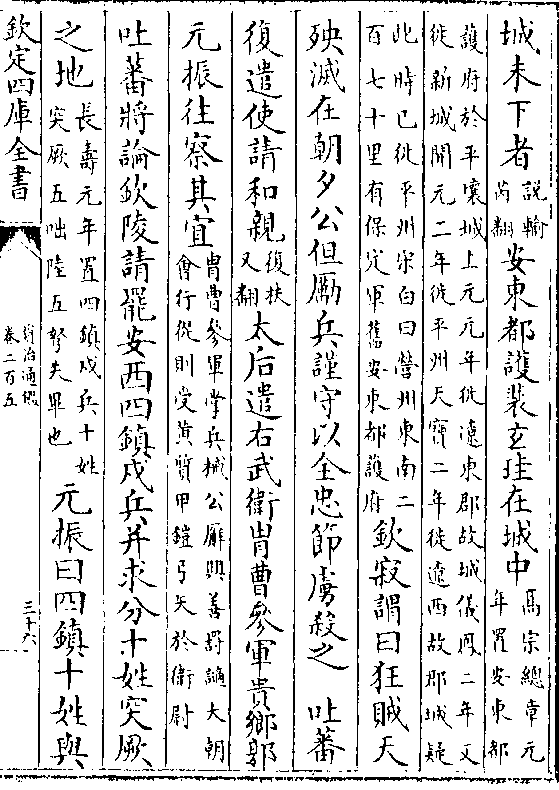 城未下者說輸芮翻安東都護裴玄珪在城中高宗總章元年置安東都
護府於平壤城上元元年徙遼東郡故城儀鳳二年又徙新城開元二年徙平州天寶二年徙遼西故郡城疑
此時已徙平州宋白曰營州東南二百七十里有保定軍舊安東都護府欽寂謂曰狂賊天
殃滅在朝夕公但勵兵謹守以全忠節虜殺之 吐蕃
復遣使請和親復扶又翻太后遣右武衛胄曹參軍貴鄉郭
元振往察其宜胄曹參軍掌兵械公廨興善罰謫大朝會行從則受黃質甲鎧弓矢於衛尉
吐蕃將論欽陵請罷安西四鎮戍兵并求分十姓突厥
之地長壽元年置四鎮戍兵十姓突厥五咄陸五弩失畢也元振曰四鎮十姓與
欽定四庫全書
資治通鑑
卷二百五
三十六